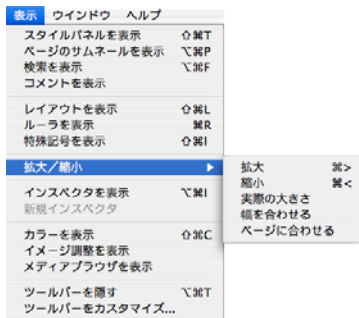 表示 ウインドウ ヘルプ
スタイルパネルを表示 ⇧⌘T
ページのサムネールを表示 ⌥⌘P
検索を表示 ⌥⌘F
コメントを表示
レイアウトを表示 ⇧⌘L
ルーラを表示 ⌘R
特殊記号を表示 ⇧⌘I
拡大／縮小 ▶
拡大 ⌘>
縮小 ⌘<
実際の大きさ
幅を合わせる
ページに合わせる
インスペクタを表示 ⌥⌘I
新規インスペクタ
カラーを表示 ⇧⌘C
イメージ調整を表示
メディアブラウザを表示
ツールバーを隠す ⌥⌘T
ツールバーをカスタマイズ...